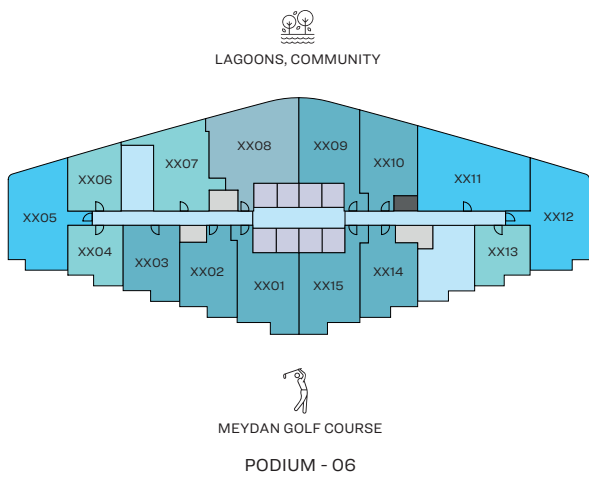 LAGOONS, COMMUNITY
XX08
XX09
XX10
XX07
XX06
XX11
XX05
XX12
XX04
XX03
XX02
XX01
XX15
XX14
XX13
MEYDAN GOLF COURSE
PODIUM - 06